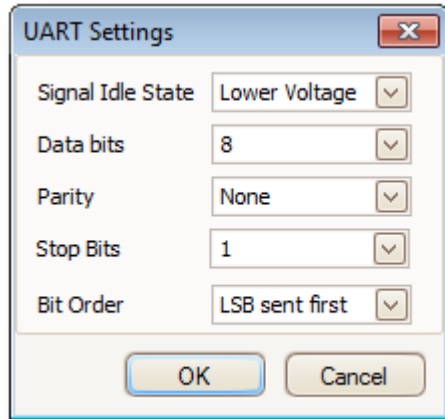 UART Settings
Signal Idle State Lower Voltage
Data bits 8
Parity None
Stop Bits 1
Bit Order LSB sent first
OK Cancel